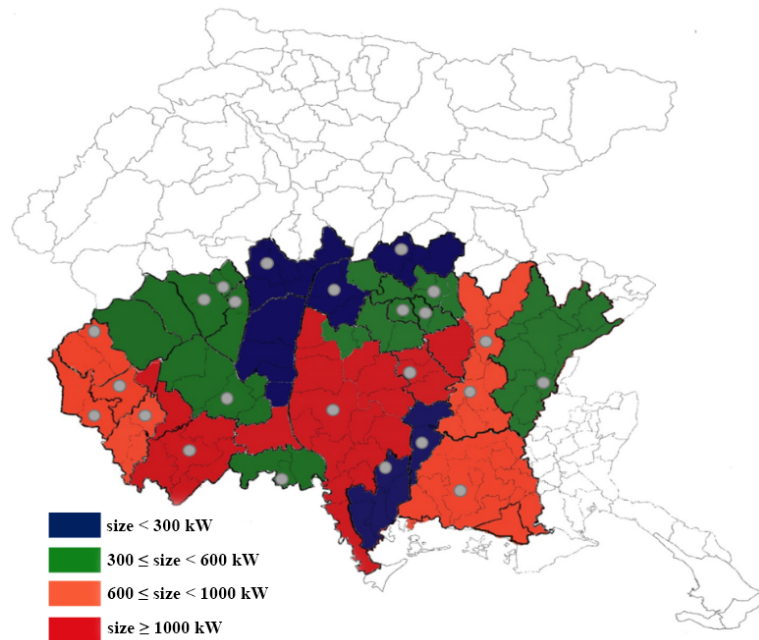 size < 300 kW
300 ≤ size < 600 kW
600 ≤ size < 1000 kW
size ≥ 1000 kW